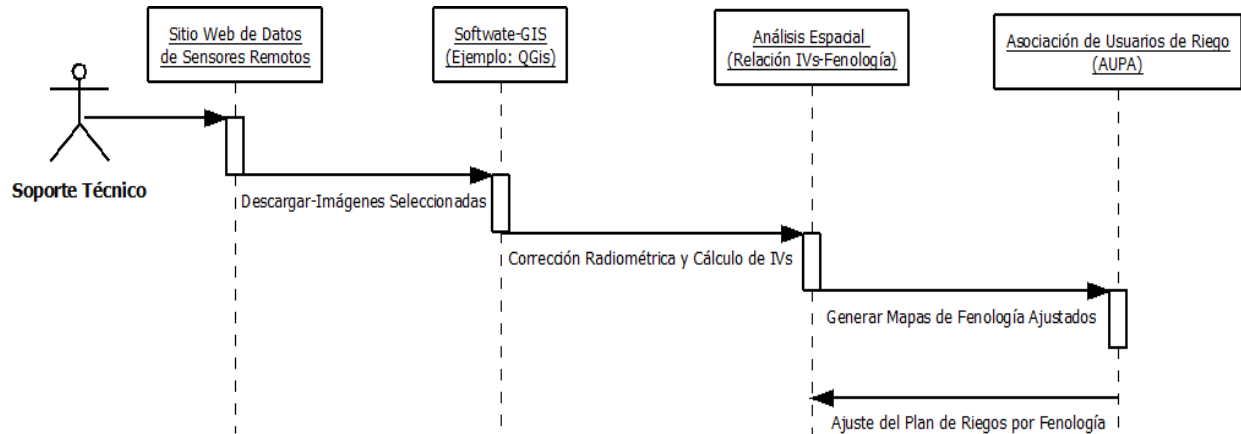 Sitio Web de Datos
de Sensores Remotos
Softwate-GIS
(Ejemplo: QGis)
Análisis Espacial
(Relación IVs-Fenología)
Asociación de Usuarios de Riego
(AUPA)
Soporte Técnico
Descargar-Imágenes Seleccionadas
Corrección Radiométrica y Cálculo de IVs
Generar Mapas de Fenología Ajustados
Ajuste del Plan de Riegos por Fenología